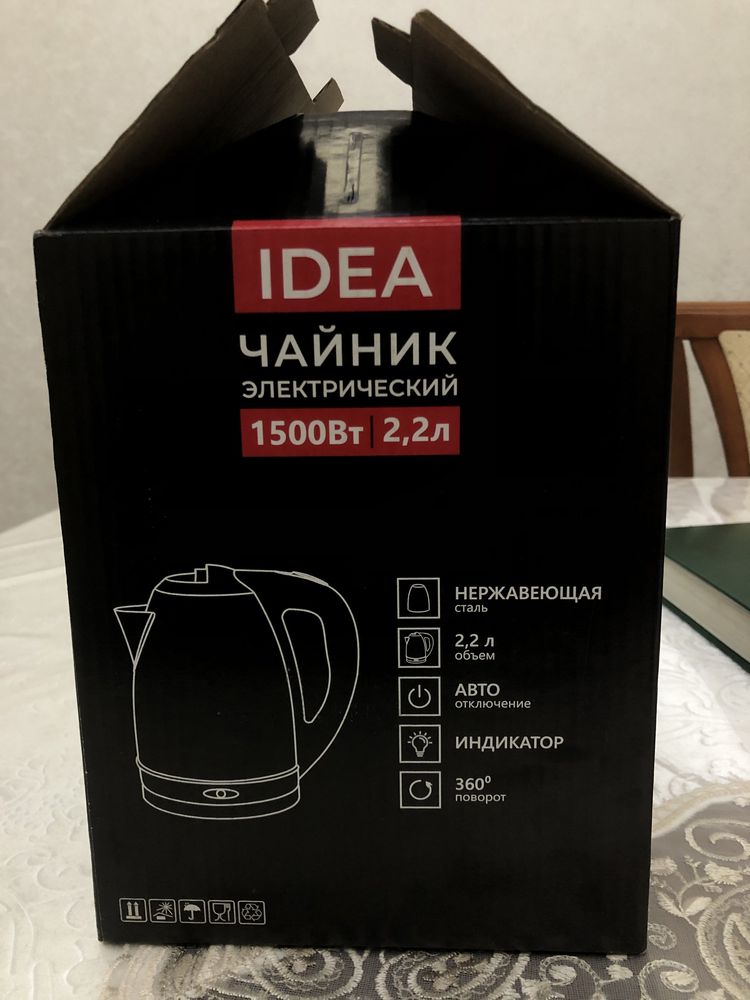 IDEA
ЧАЙНИК
ЭЛЕКТРИЧЕСКИЙ
1500Вт | 2,2л
НЕРЖАВЕЮЩАЯ
сталь
2,2 л
объем
АВТО
отключение
ИНДИКАТОР
360⁰
поворот